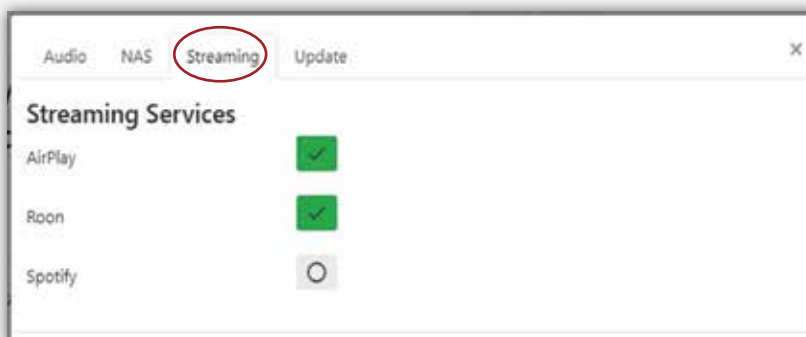 Audio NAS Streaming Update
Streaming Services
AirPlay
Roon
Spotify